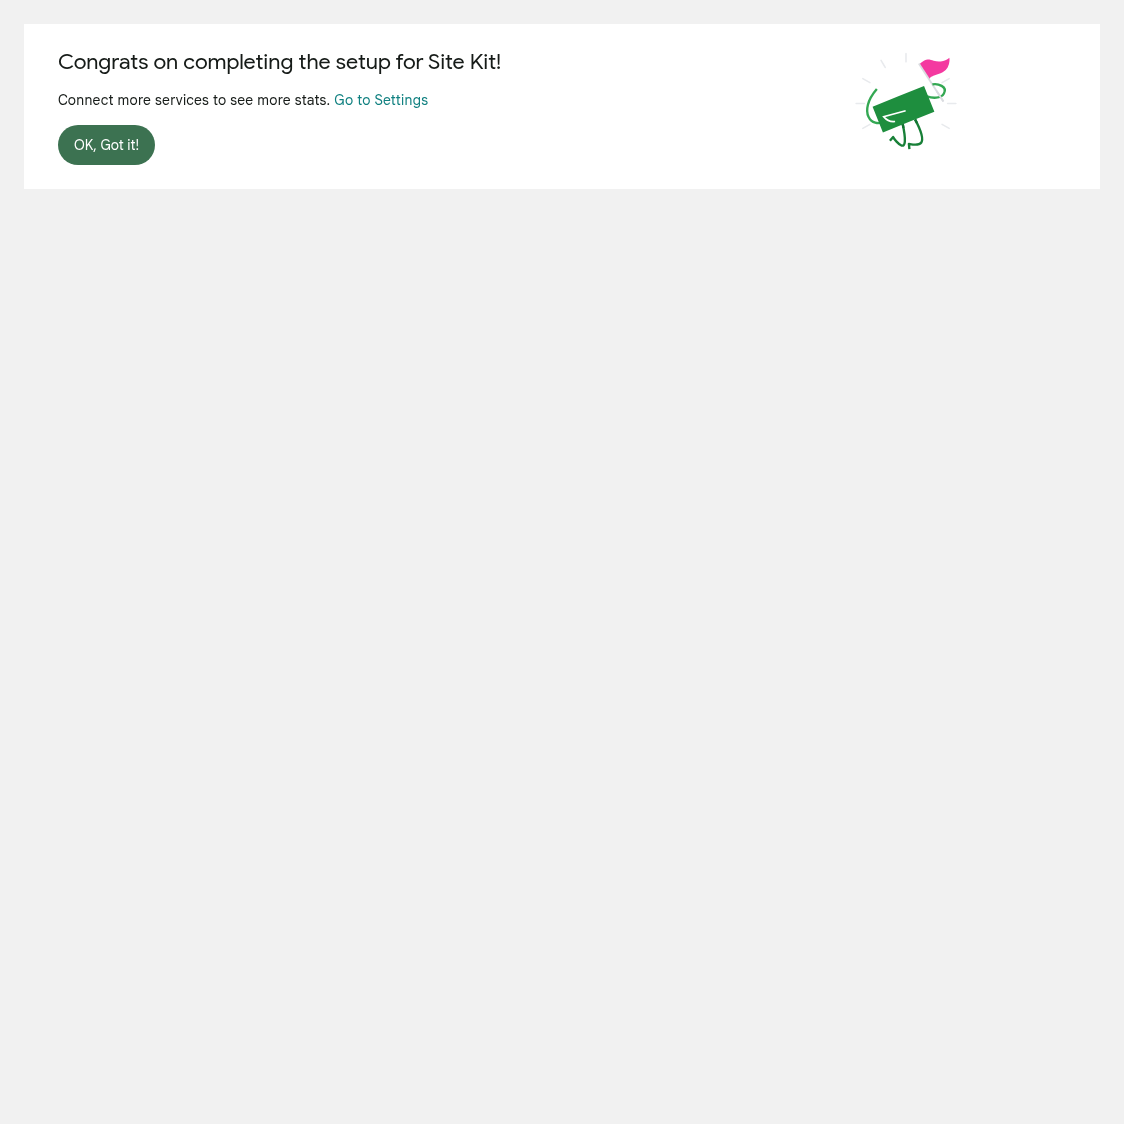 Congrats on completing the setup for Site Kit!
Connect more services to see more stats. Go to Settings
OK, Got it!